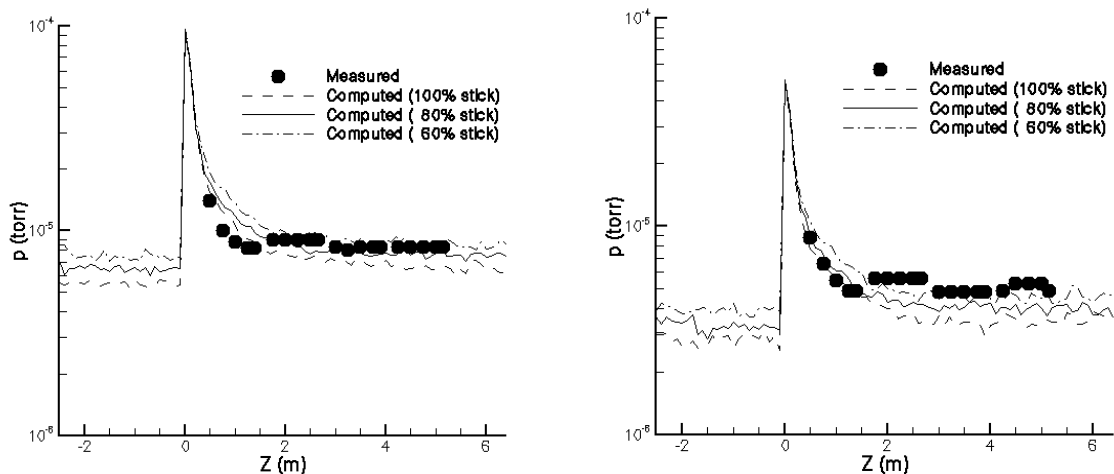 10-4
Measured
Computed (100% stick)
Computed ( 80% stick)
Computed ( 60% stick)
p (torr)
10-5
10-6
-2
0
2
4
6
Z (m)
10-4
Measured
Computed (100% stick)
Computed ( 80% stick)
Computed ( 60% stick)
p (torr)
10-5
10-6
-2
0
2
4
6
Z (m)